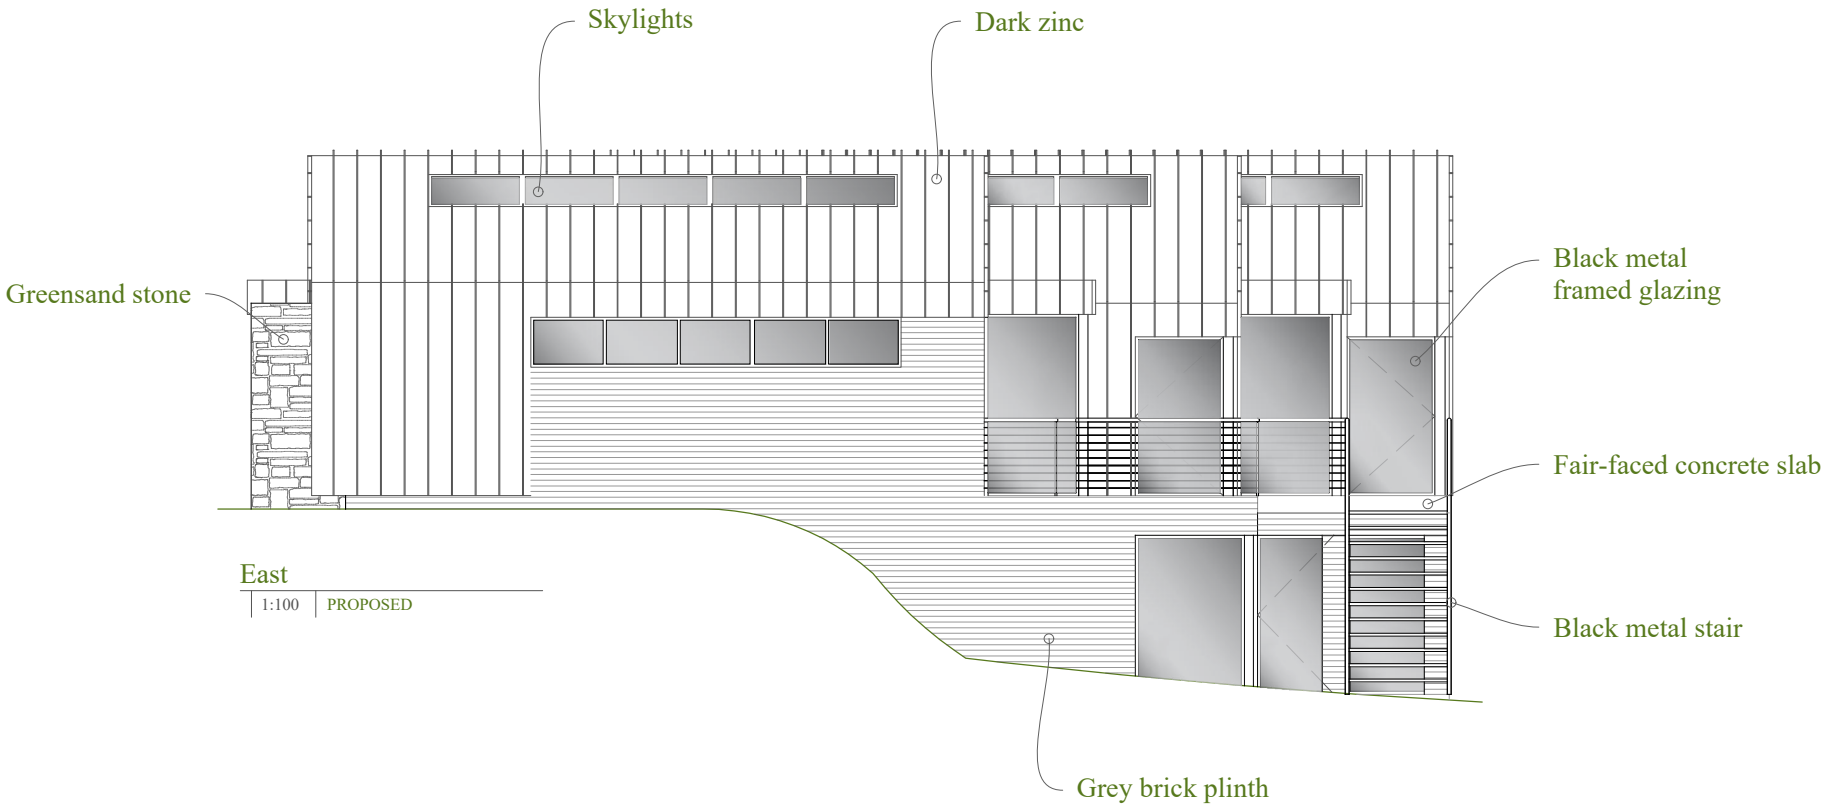 Skylights
Dark zinc
Black metal
framed glazing
Greensand stone
Fair-faced concrete slab
East
1:100 PROPOSED
Black metal stair
Grey brick plinth